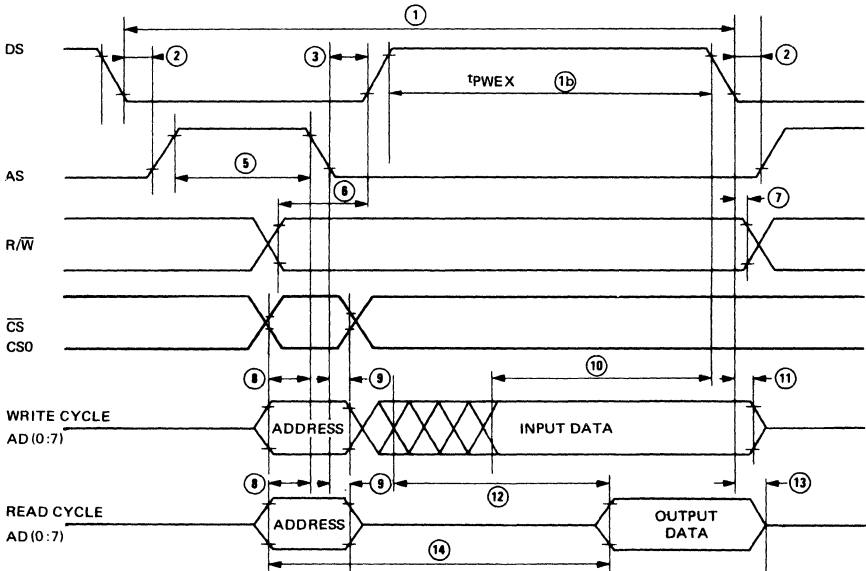 ①
DS ② ③ ②
tPWEX ①b
AS ⑤
⑥
⑦
R/W̅
C̅S̅
CS0
⑧ ⑨ ⑩ ⑪
WRITE CYCLE
AD (0:7)
ADDRESS
INPUT DATA
⑧ ⑨ ⑫ ⑬
READ CYCLE
AD (0:7)
ADDRESS
OUTPUT
DATA
⑭